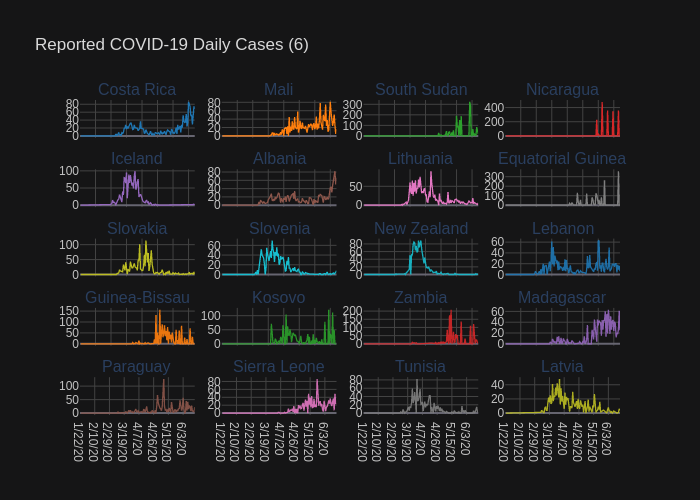 Reported COVID-19 Daily Cases (6)
Costa Rica Mali South Sudan Nicaragua
80 60 40 20 0 80 60 40 20 0 300 200 100 0 400 200 0
Iceland Albania Lithuania Equatorial Guinea
100 50 0 80 60 40 20 0 50 0 300 200 100 0
Slovakia Slovenia New Zealand Lebanon
100 50 0 60 40 20 0 80 60 40 20 0 60 40 20 0
Guinea-Bissau Kosovo Zambia Madagascar
150 100 50 0 100 50 0 200 150 100 50 0 60 40 20 0
Paraguay Sierra Leone Tunisia Latvia
100 50 0 80 60 40 20 0 80 60 40 20 0 40 20 0
1/22/20 2/10/20 2/29/20 3/19/20 4/7/20 4/26/20 5/15/20 6/3/20 1/22/20 2/10/20 2/29/20 3/19/20 4/7/20 4/26/20 5/15/20 6/3/20 1/22/20 2/10/20 2/29/20 3/19/20 4/7/20 4/26/20 5/15/20 6/3/20 1/22/20 2/10/20 2/29/20 3/19/20 4/7/20 4/26/20 5/15/20 6/3/20